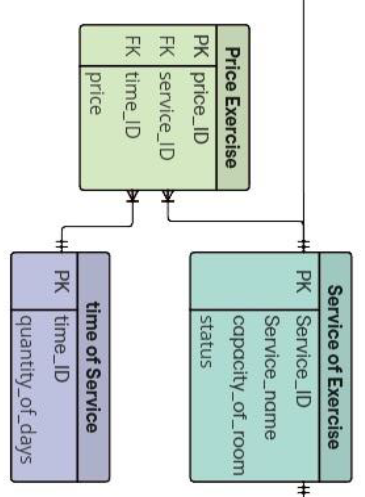 Price Exercise
PK price_ID
FK service_ID
FK time_ID
price
Service of Exercise
PK Service_ID
Service_name
capacity_of_room
status
time of Service
PK time_ID
quantity_of_days